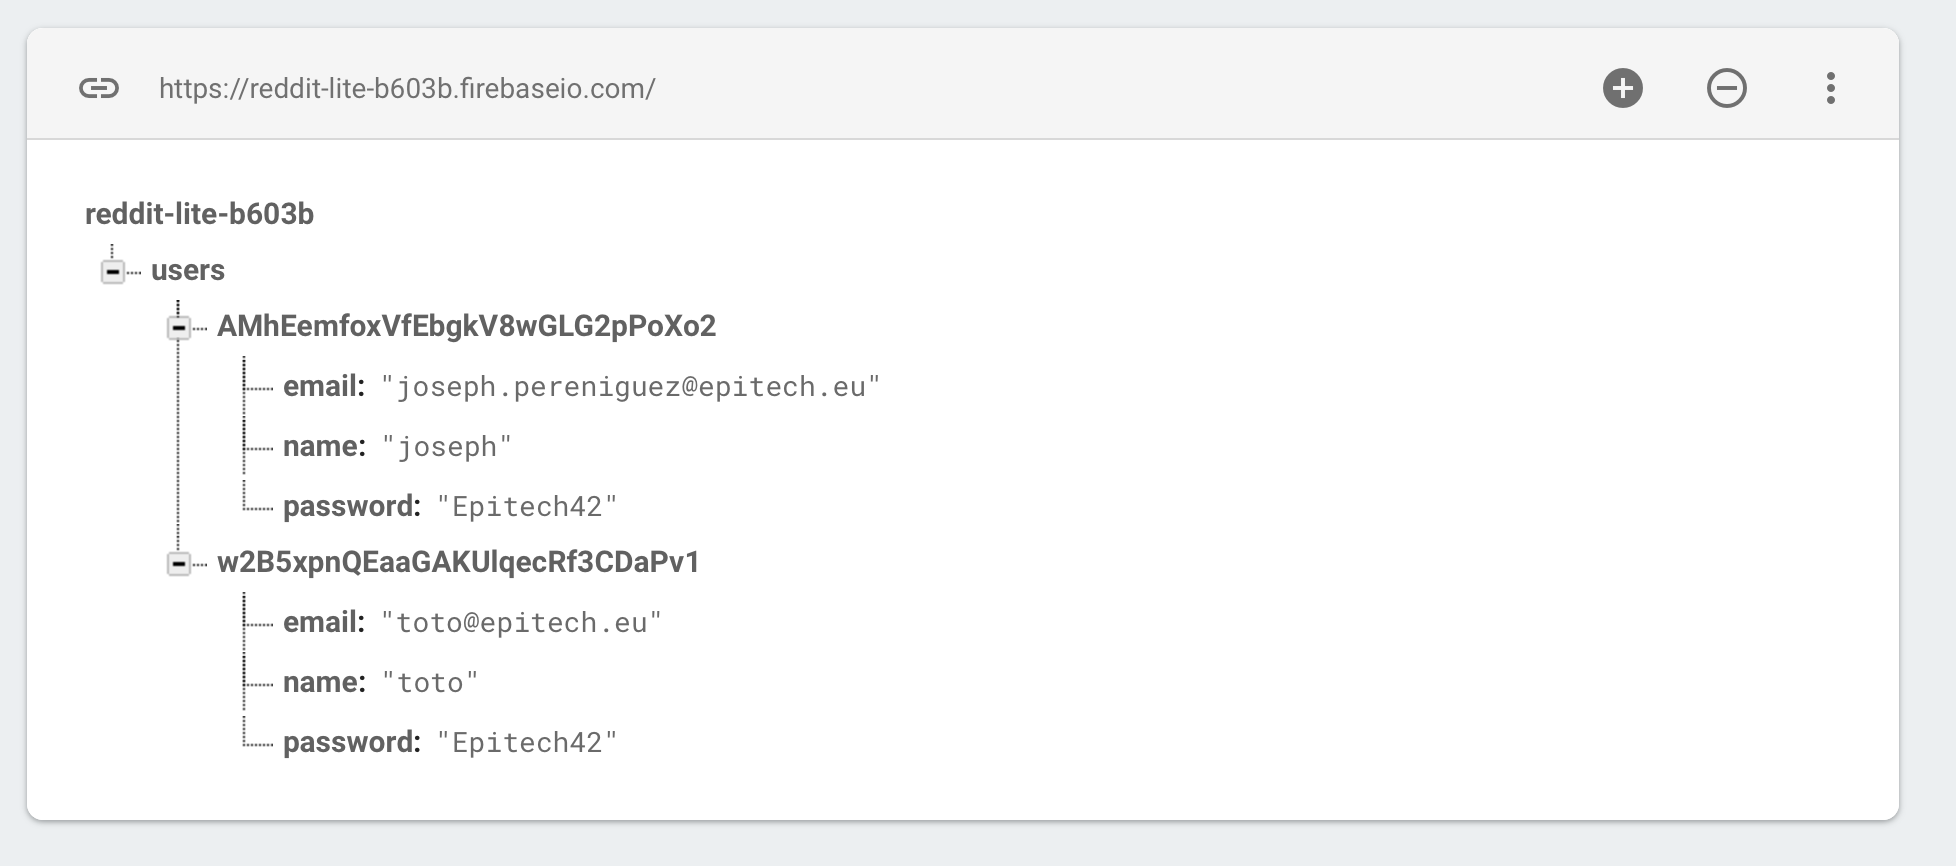 https://reddit-lite-b603b.firebaseio.com/
reddit-lite-b603b
users
AMhEemfoxVfEbgkV8wGLG2pPoXo2
email: "joseph.pereniguez@epitech.eu"
name: "joseph"
password: "Epitech42"
w2B5xpnQEaaGAKUlqecRf3CDaPv1
email: "toto@epitech.eu"
name: "toto"
password: "Epitech42"